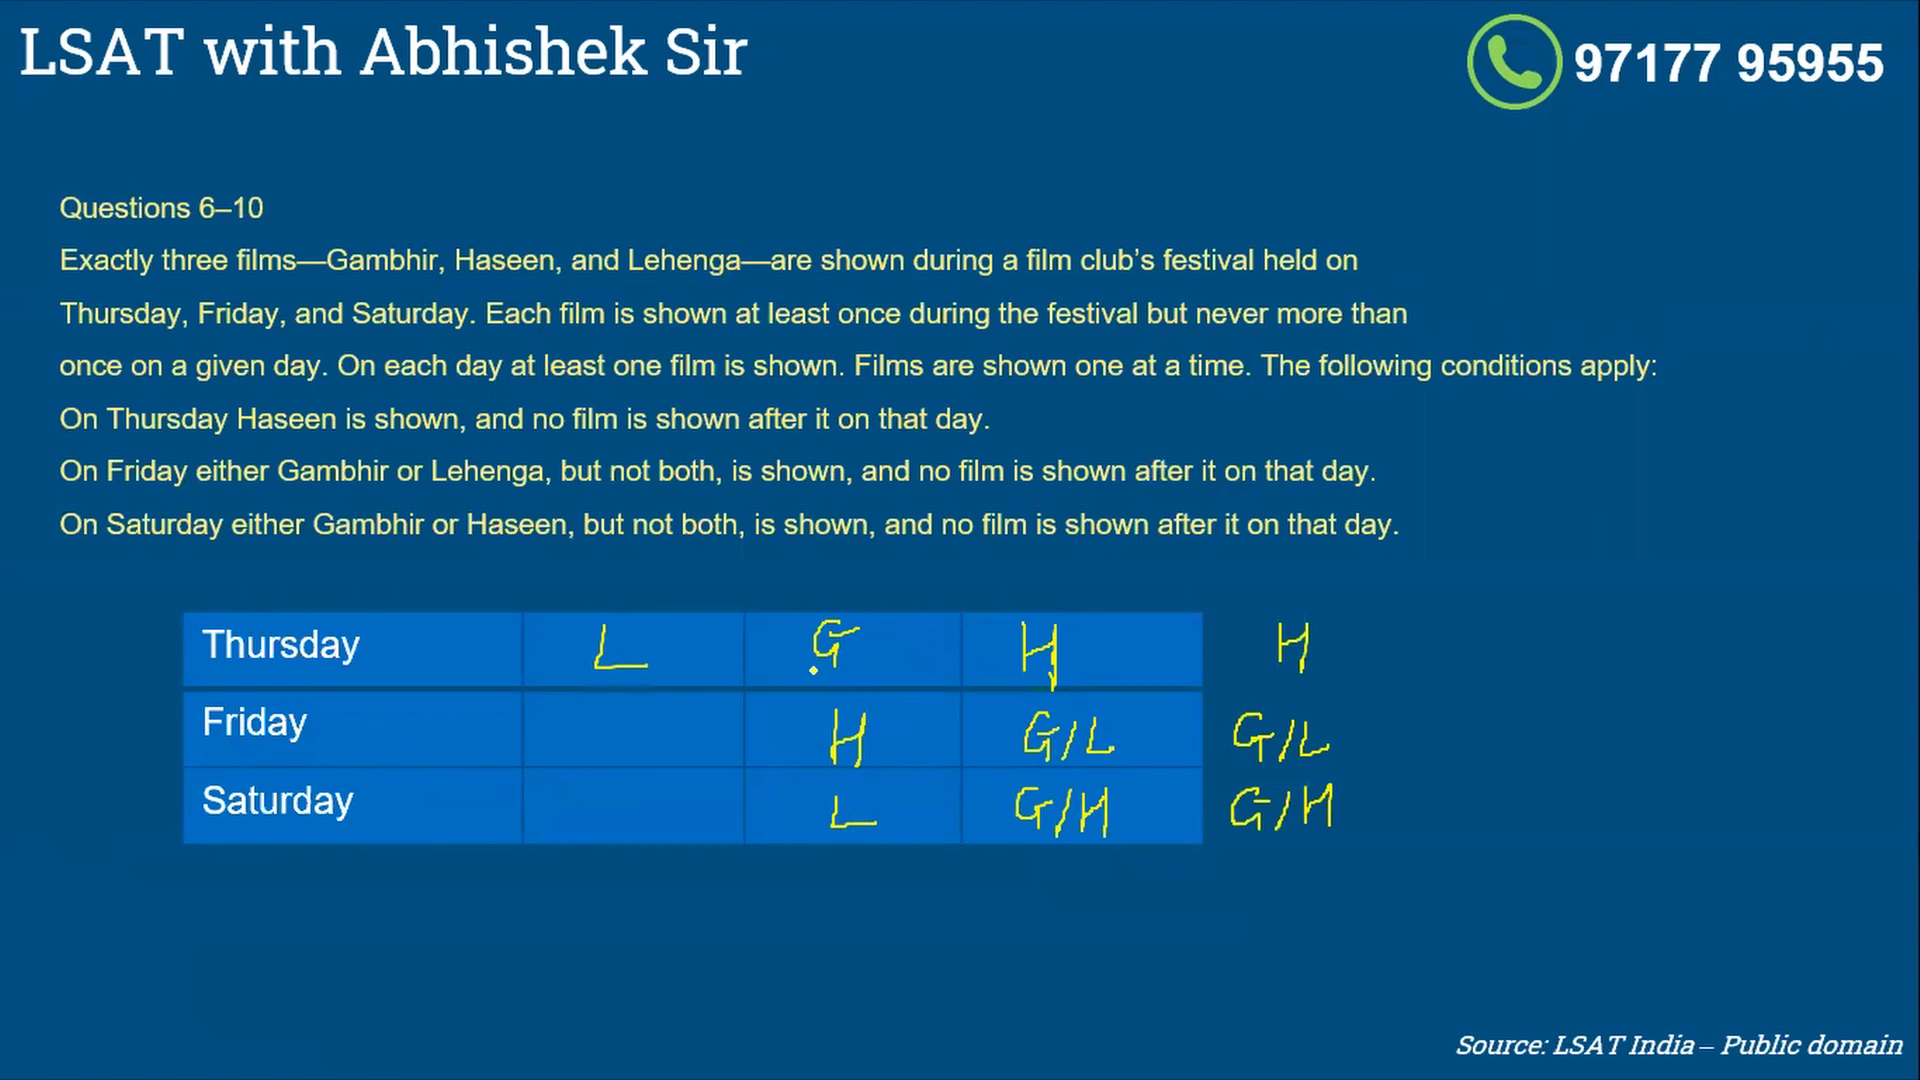 LSAT with Abhishek Sir
97177 95955
Questions 6–10
Exactly three films—Gambhir, Haseen, and Lehenga—are shown during a film club’s festival held on
Thursday, Friday, and Saturday. Each film is shown at least once during the festival but never more than
once on a given day. On each day at least one film is shown. Films are shown one at a time. The following conditions apply:
On Thursday Haseen is shown, and no film is shown after it on that day.
On Friday either Gambhir or Lehenga, but not both, is shown, and no film is shown after it on that day.
On Saturday either Gambhir or Haseen, but not both, is shown, and no film is shown after it on that day.
Thursday L G H H
Friday H G/L G/L
Saturday L G/H G/H
Source: LSAT India – Public domain